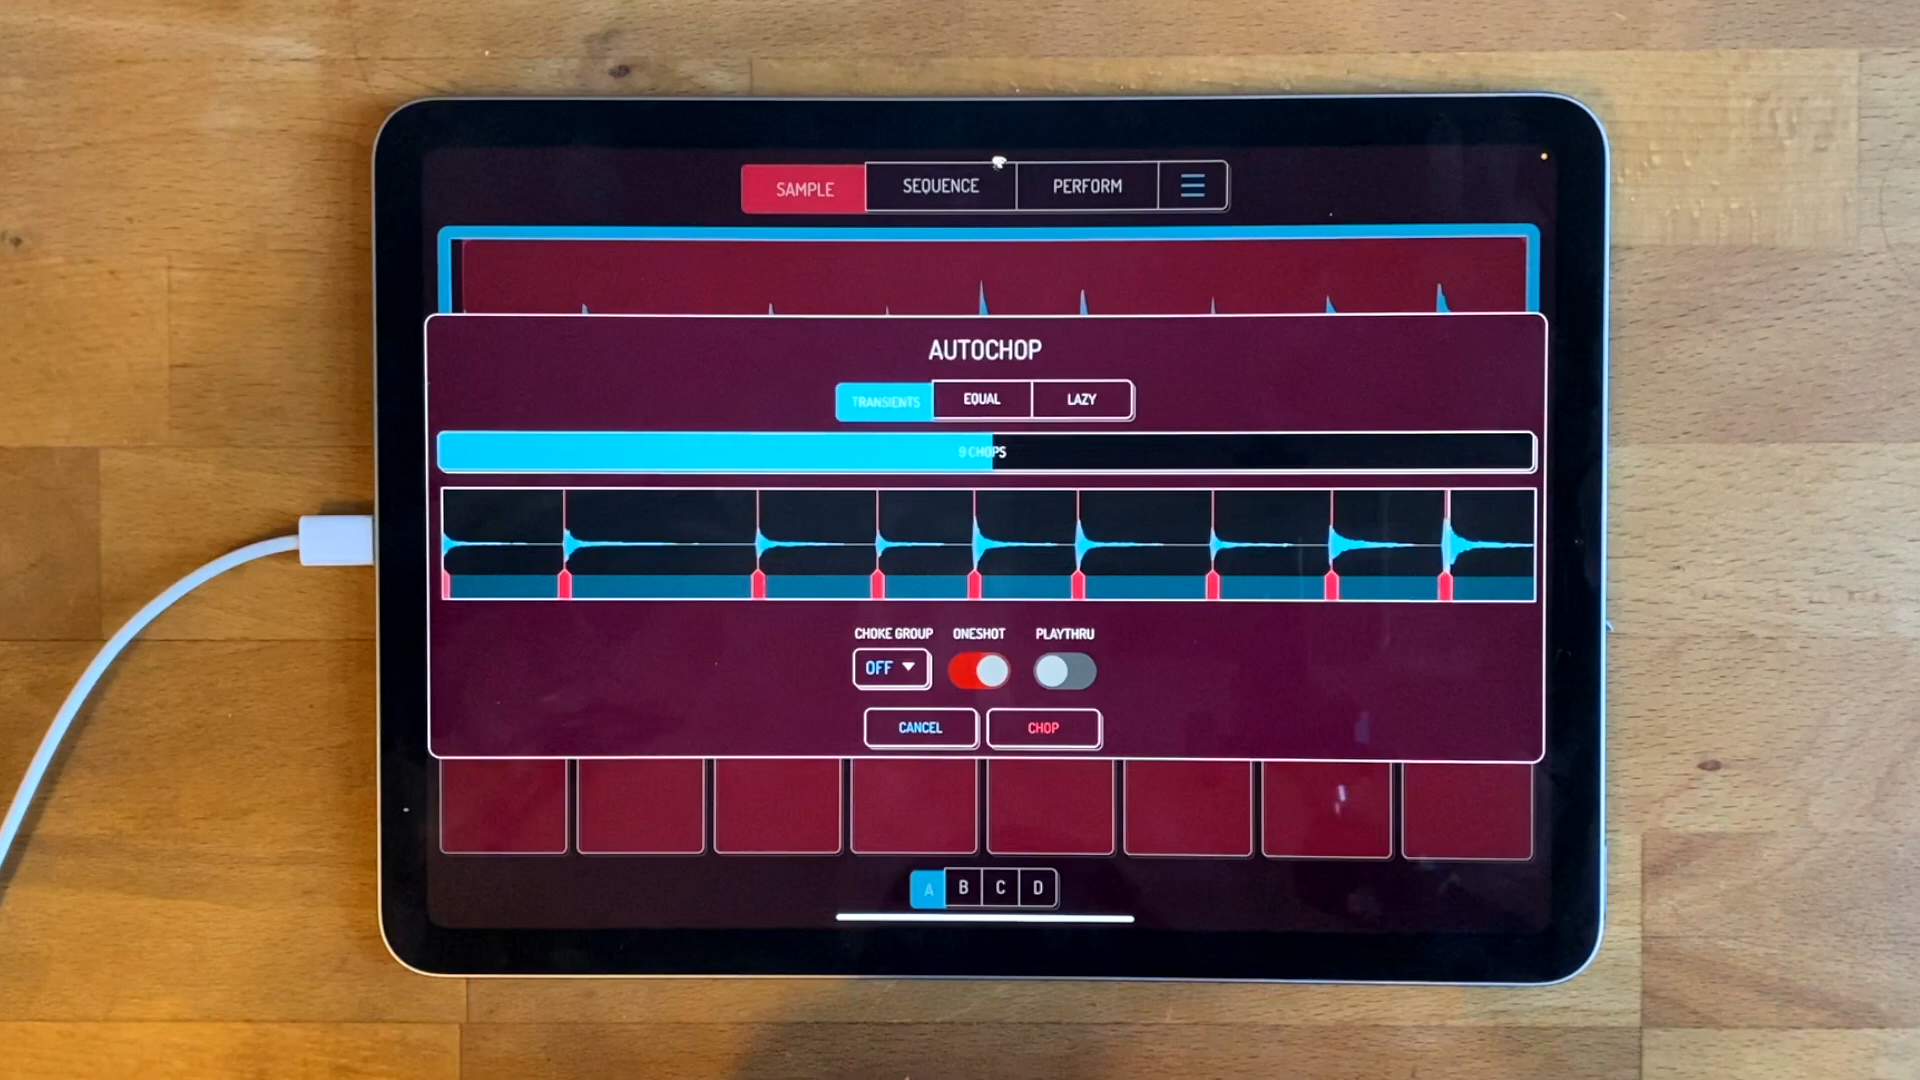 SAMPLE SEQUENCE PERFORM
AUTOCHOP
TRANSIENTS EQUAL LAZY
9 CHOPS
CHOKE GROUP ONESHOT PLAYTHRU
OFF
CANCEL CHOP
A B C D